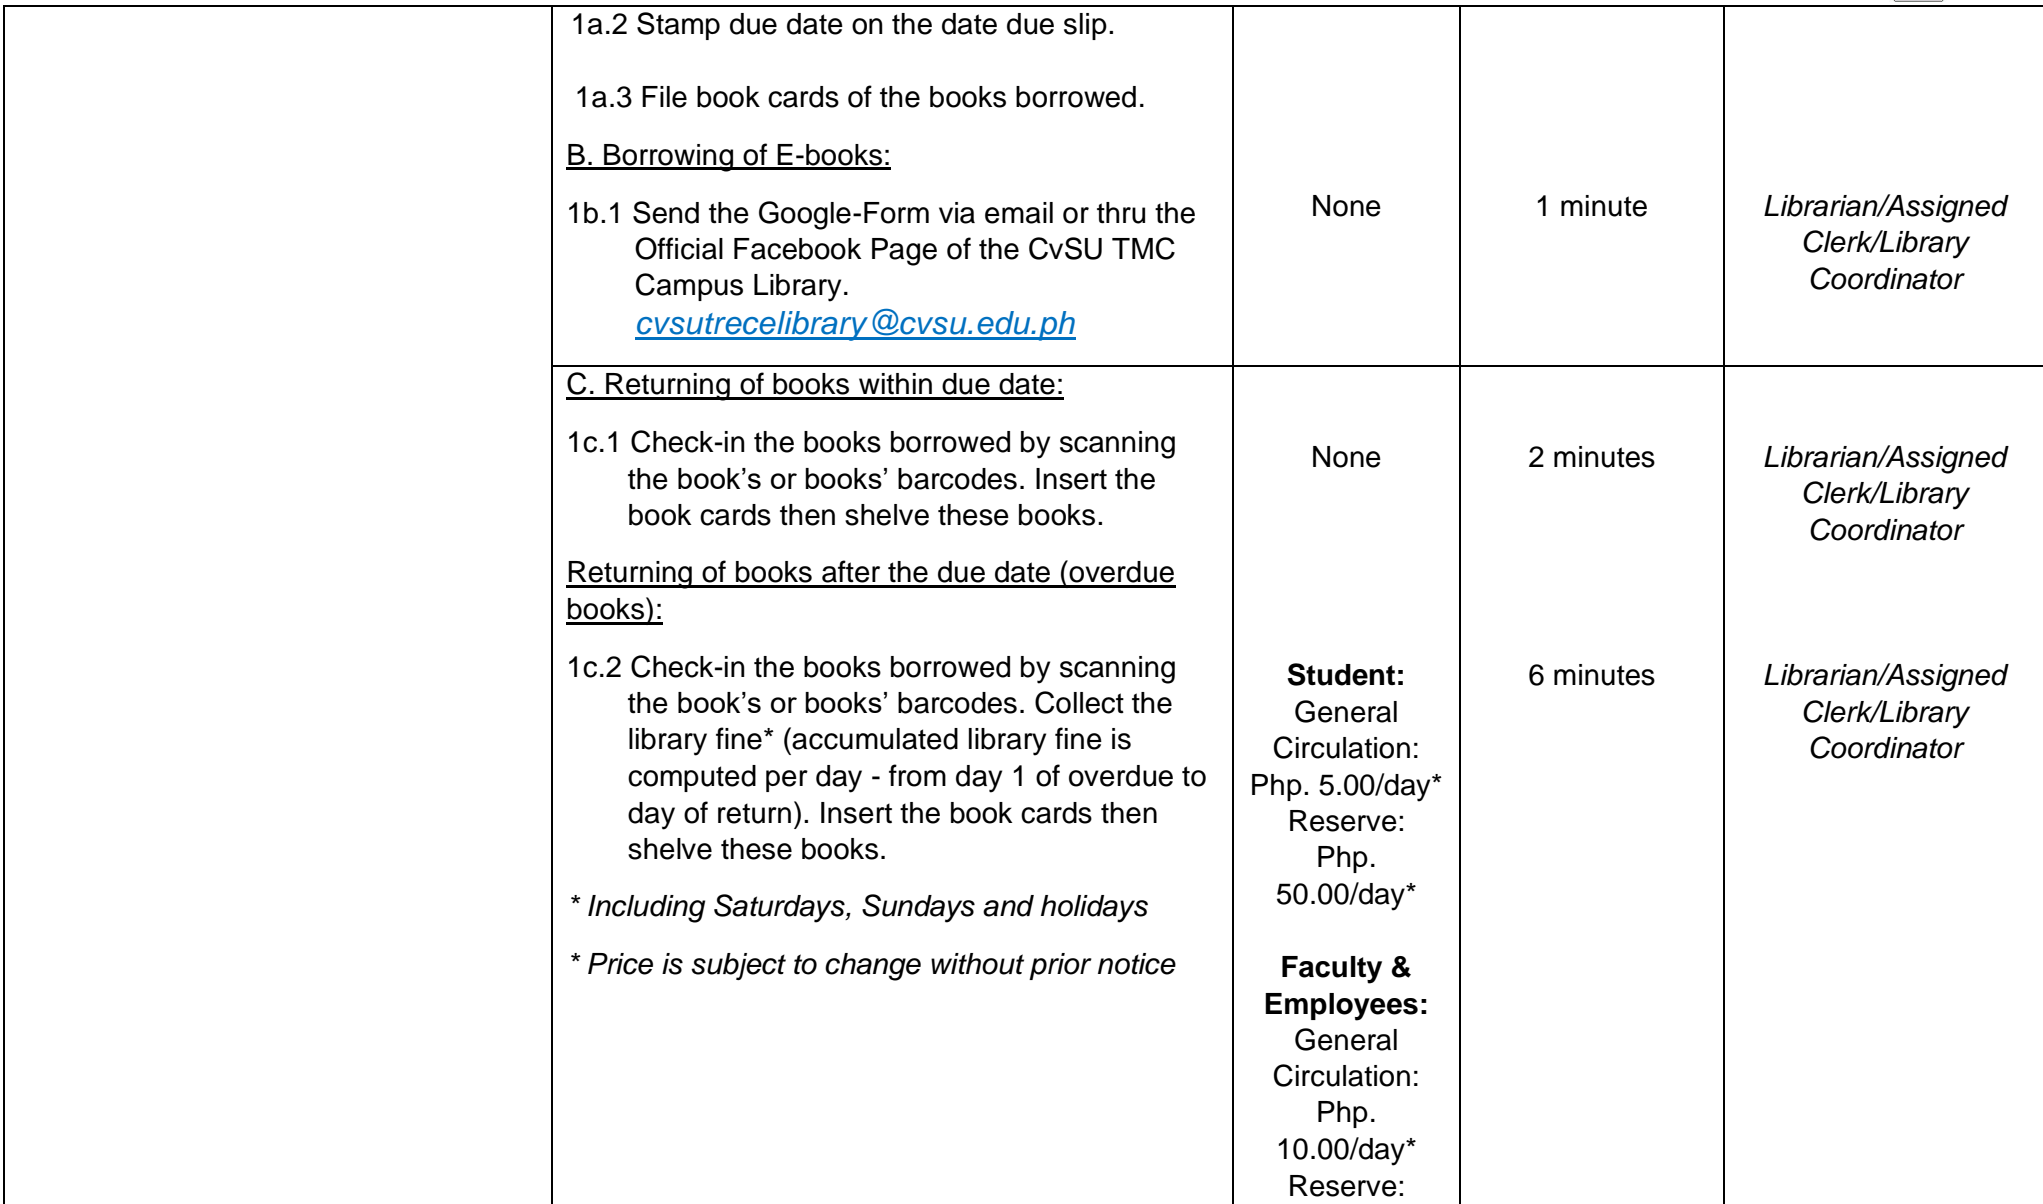 1a.2 Stamp due date on the date due slip.
1a.3 File book cards of the books borrowed.
B. Borrowing of E-books:
1b.1 Send the Google-Form via email or thru the
Official Facebook Page of the CvSU TMC
Campus Library.
cvsutrecelibrary@cvsu.edu.ph
None
1 minute
Librarian/Assigned
Clerk/Library
Coordinator
C. Returning of books within due date:
1c.1 Check-in the books borrowed by scanning
the book’s or books’ barcodes. Insert the
book cards then shelve these books.
None
2 minutes
Librarian/Assigned
Clerk/Library
Coordinator
Returning of books after the due date (overdue
books):
1c.2 Check-in the books borrowed by scanning
the book’s or books’ barcodes. Collect the
library fine* (accumulated library fine is
computed per day - from day 1 of overdue to
day of return). Insert the book cards then
shelve these books.
* Including Saturdays, Sundays and holidays
* Price is subject to change without prior notice
Student:
General
Circulation:
Php. 5.00/day*
Reserve:
Php.
50.00/day*
Faculty &
Employees:
General
Circulation:
Php.
10.00/day*
Reserve:
6 minutes
Librarian/Assigned
Clerk/Library
Coordinator